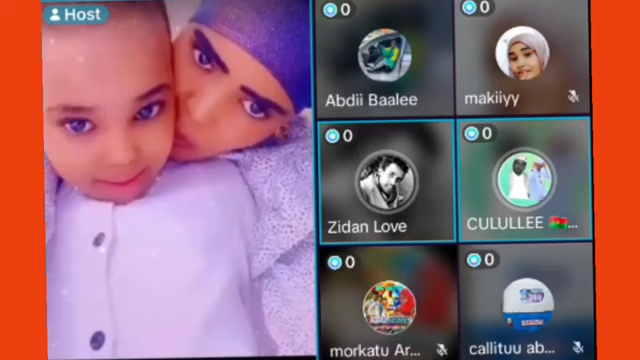 Host
0
0
Abdii Baalee
makiiyy
0
0
Zidan Love
CULULLEE 🇧🇫...
0
0
morkatu Ar...
callituu ab...